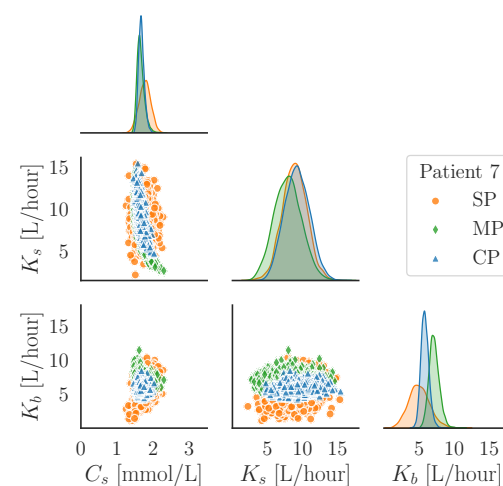 Patient 7
SP
MP
CP
K_s [L/hour]
15
10
5
K_b [L/hour]
15
10
5
0 1 2 3
C_s [mmol/L]
5 10 15
K_s [L/hour]
5 10 15
K_b [L/hour]